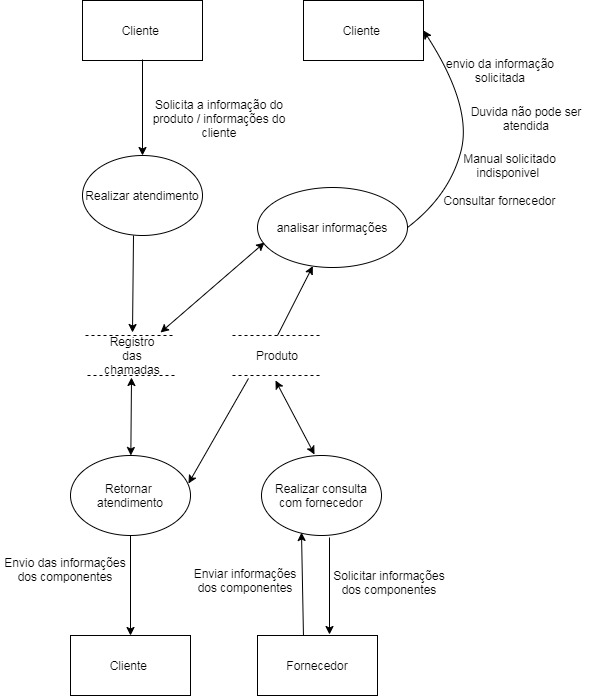 Cliente
Cliente
envio da informação
solicitada
Solicita a informação do
produto / informações do
cliente
Duvida não pode ser
atendida
Manual solicitado
indisponivel
Realizar atendimento
Consultar fornecedor
analisar informações
Registro
das
chamadas
Produto
Retornar
atendimento
Realizar consulta
com fornecedor
Envio das informações
dos componentes
Enviar informações
dos componentes
Solicitar informações
dos componentes
Cliente
Fornecedor